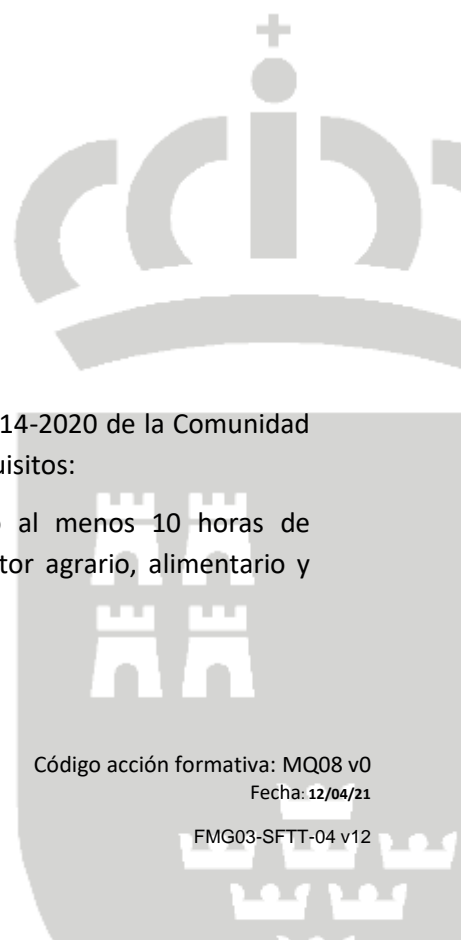 14-2020 de la Comunidad
uisitos:
al menos 10 horas de
tor agrario, alimentario y
Código acción formativa: MQ08 v0
Fecha: 12/04/21
FMG03-SFTT-04 v12